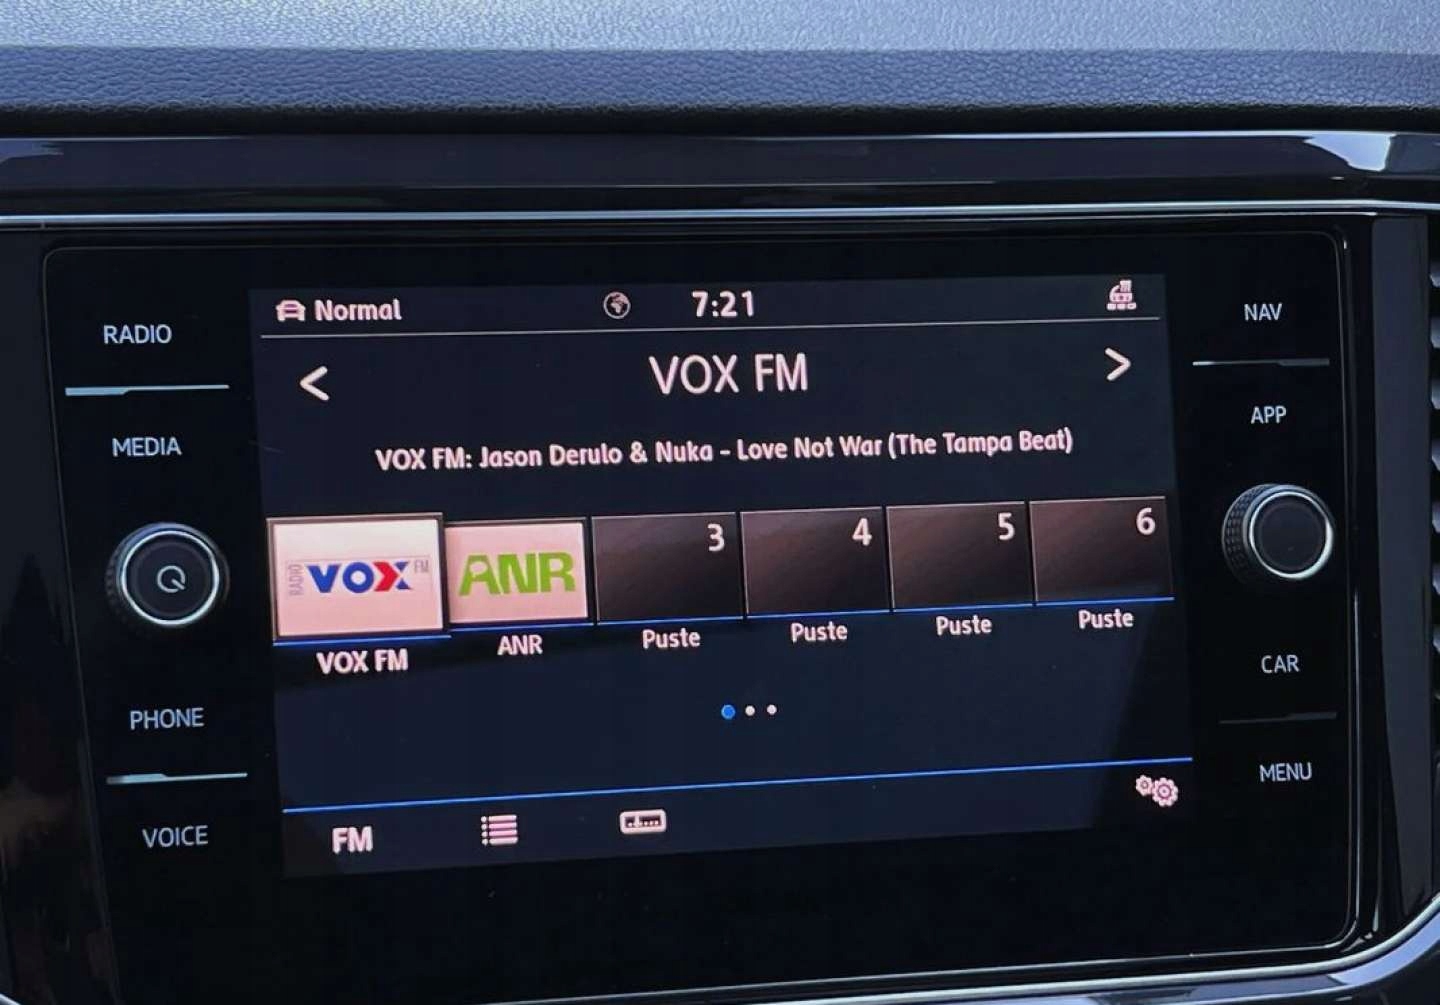 RADIO
MEDIA
PHONE
VOICE
Normal
7:21
< VOX FM >
VOX FM: Jason Derulo & Nuka - Love Not War (The Tampa Beat)
RADIO VOX FM
ANR
3
4
5
6
VOX FM
ANR
Puste
Puste
Puste
Puste
FM
NAV
APP
CAR
MENU